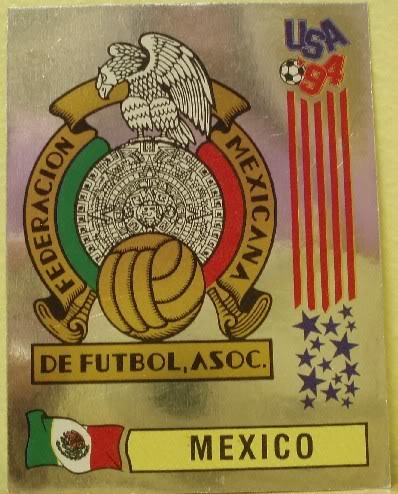 USA
94
FEDERACION MEXICANA
DE FUTBOL, ASOC.
MEXICO